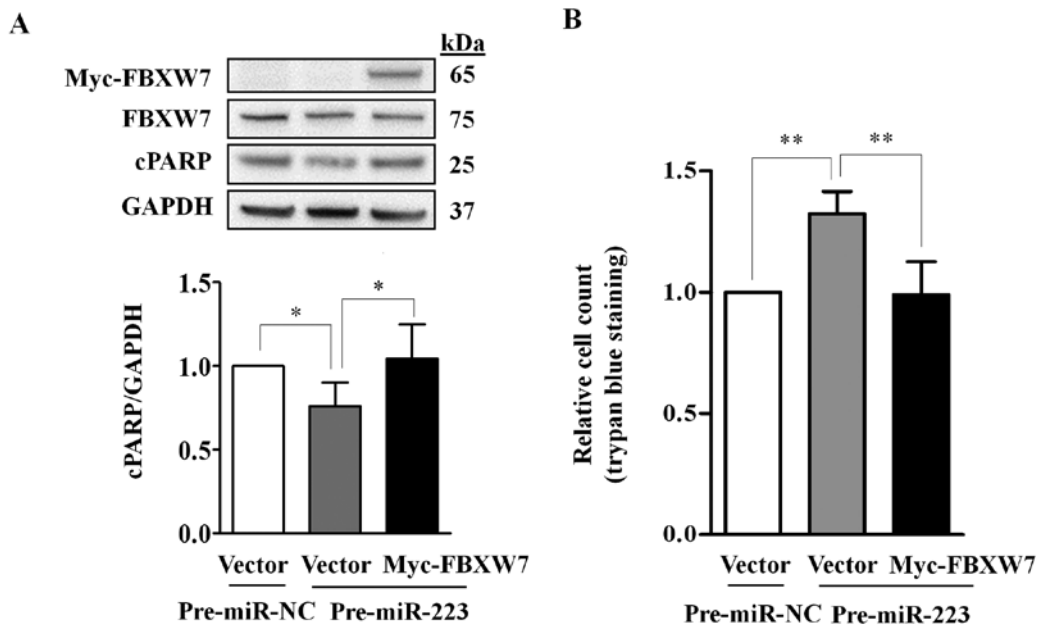 A
kDa
Myc-FBXW7 65
FBXW7 75
cPARP 25
GAPDH 37
cPARP/GAPDH
1.5
1.0
0.5
0.0
*
*
Vector Vector Myc-FBXW7
Pre-miR-NC Pre-miR-223
B
Relative cell count
(trypan blue staining)
1.5
1.0
0.5
0.0
**
**
Vector Vector Myc-FBXW7
Pre-miR-NC Pre-miR-223